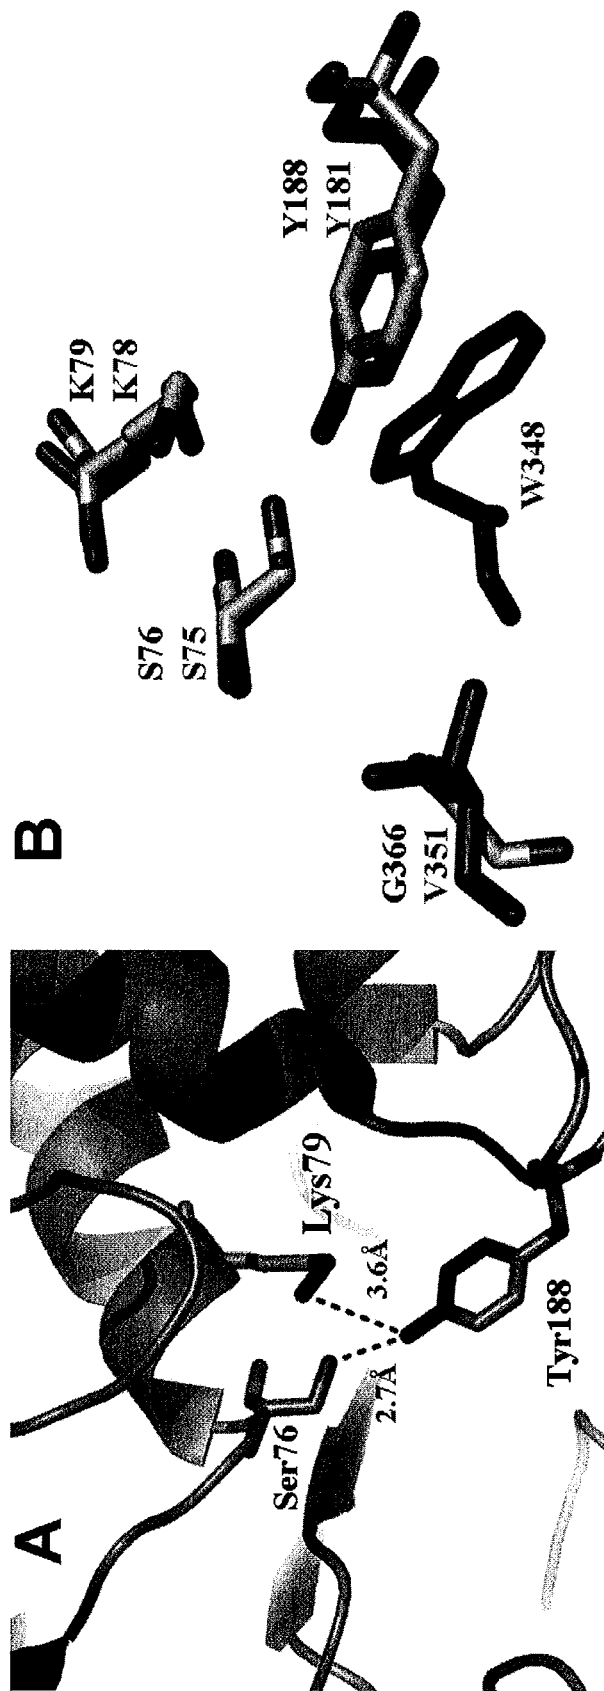 A
Ser76
Lys79
2.7Å
3.6Å
Tyr188
B
K79
K78
S76
S75
Y188
Y181
G366
V351
W348